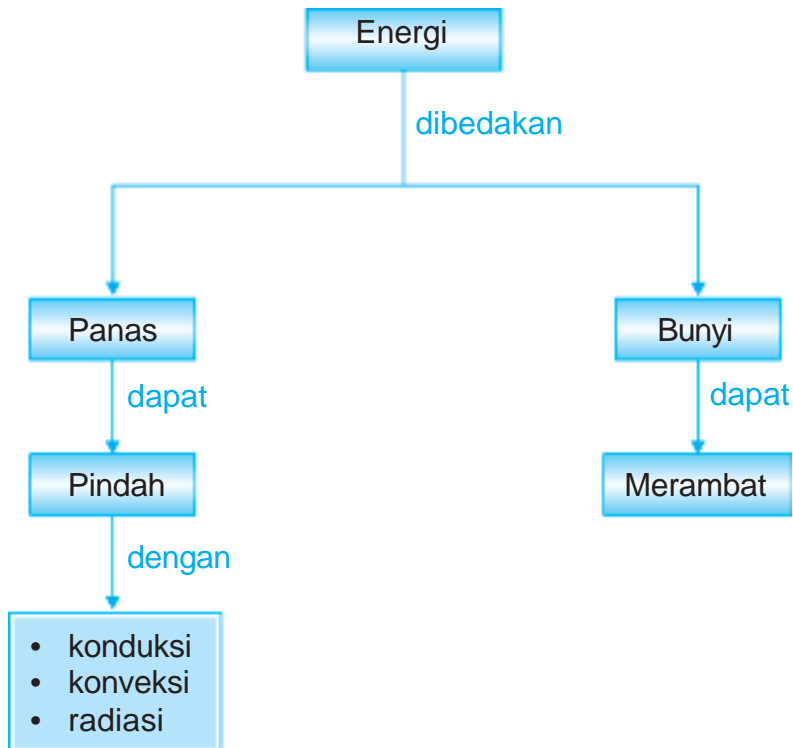 Energi
dibedakan
Panas
Bunyi
dapat
dapat
Pindah
Merambat
dengan
• konduksi
• konveksi
• radiasi